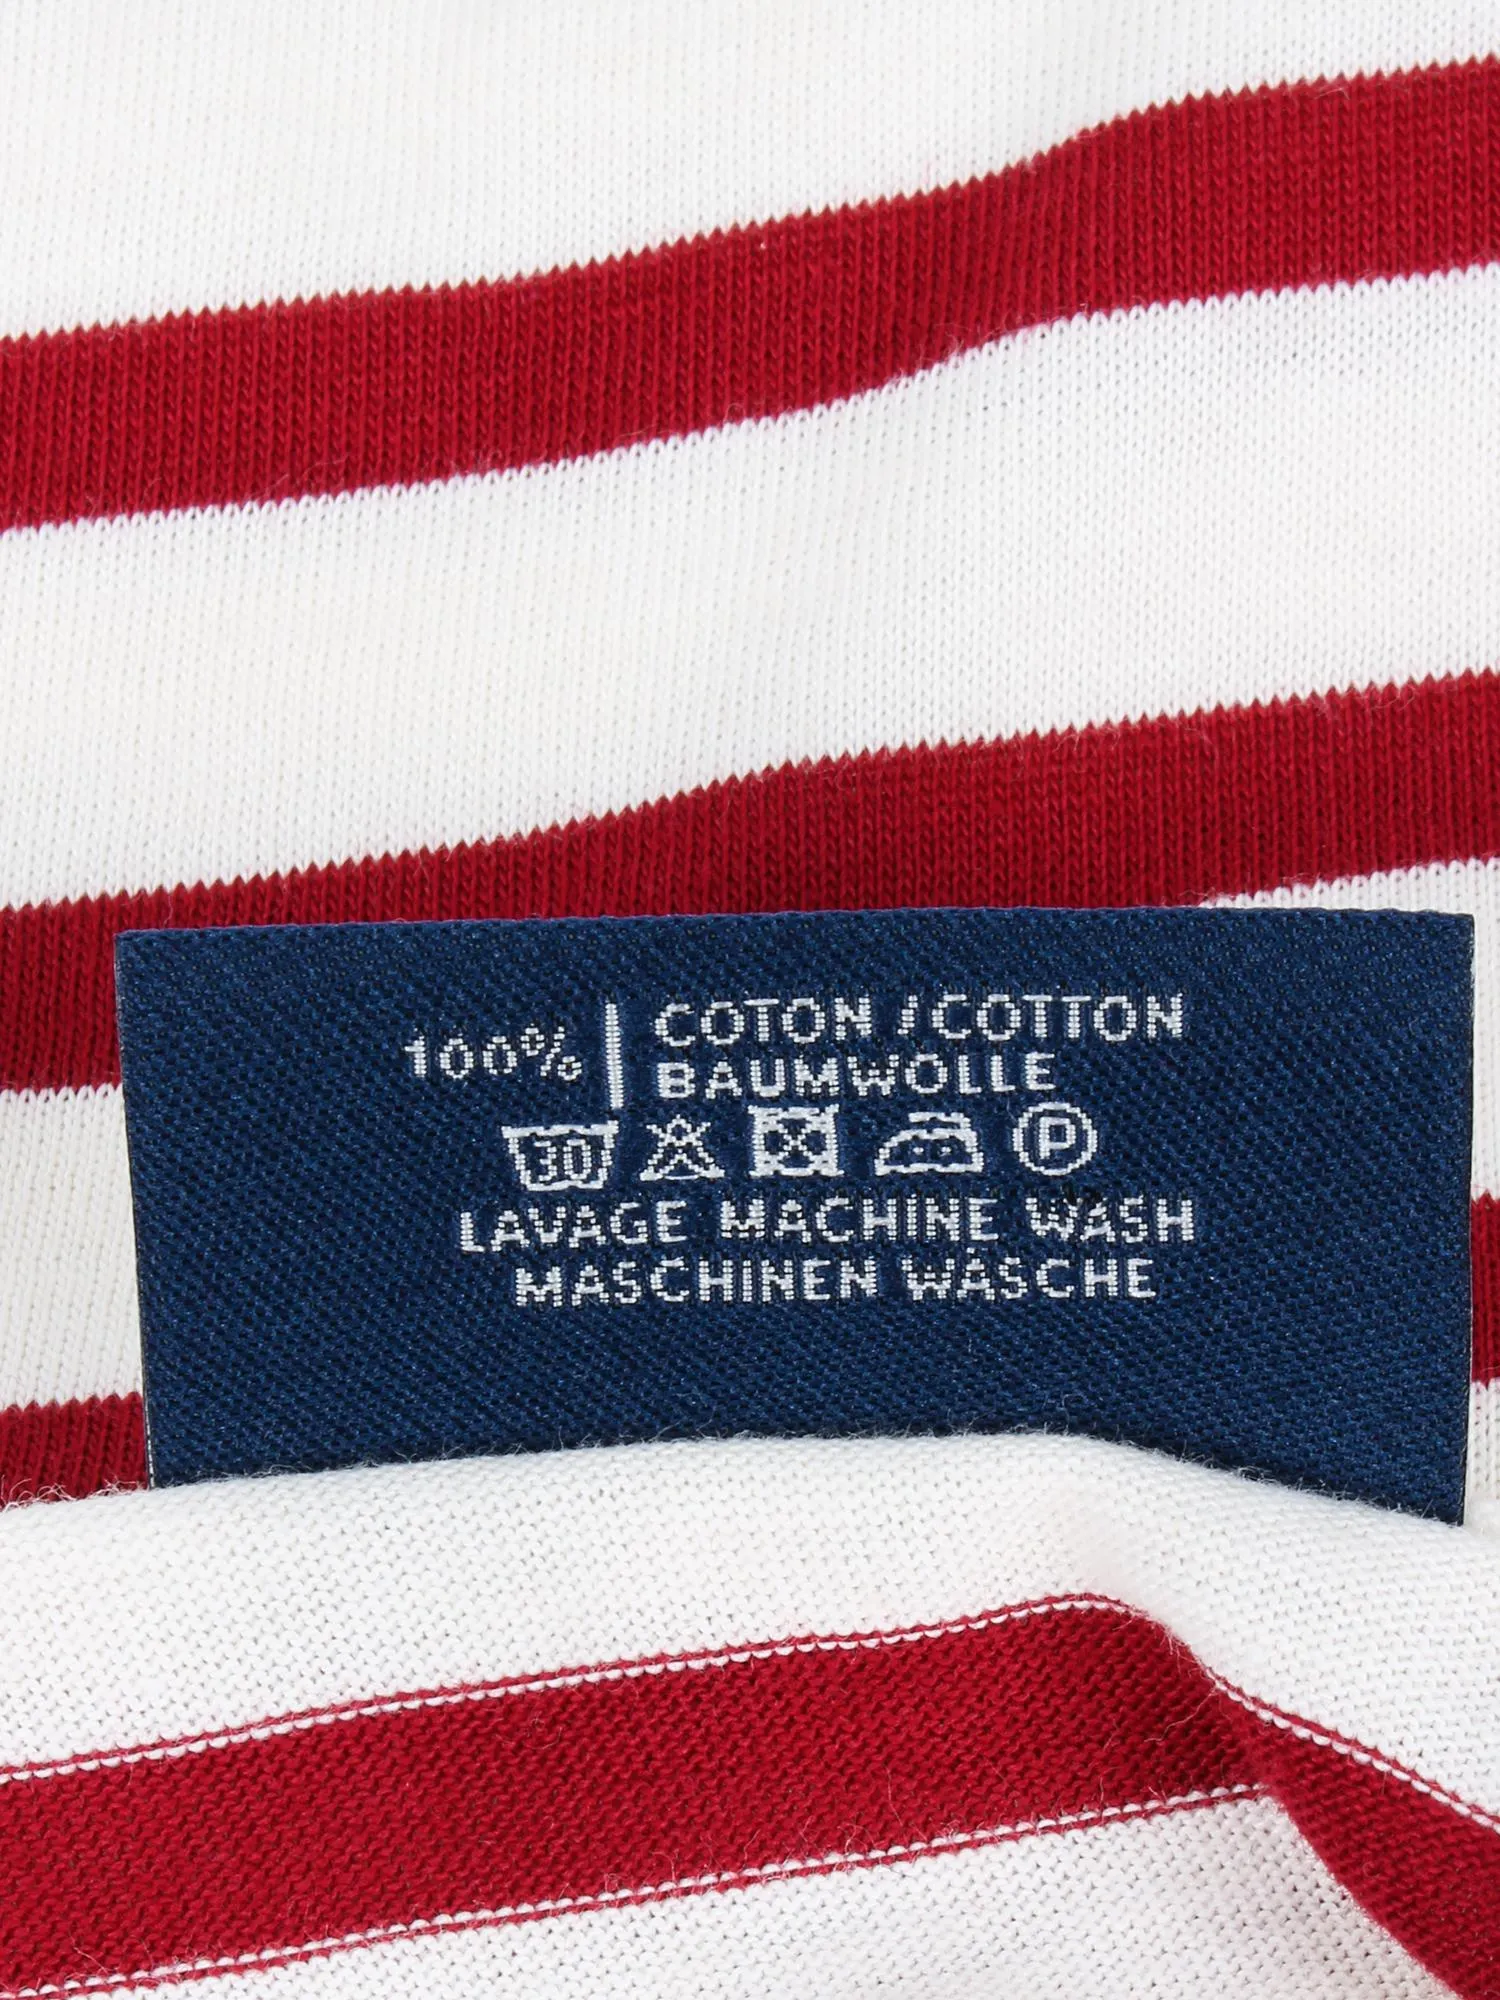 100% COTON / COTTON
BAUMWOLLE
30 P
LAVAGE MACHINE WASH
MASCHINEN WÄSCHE